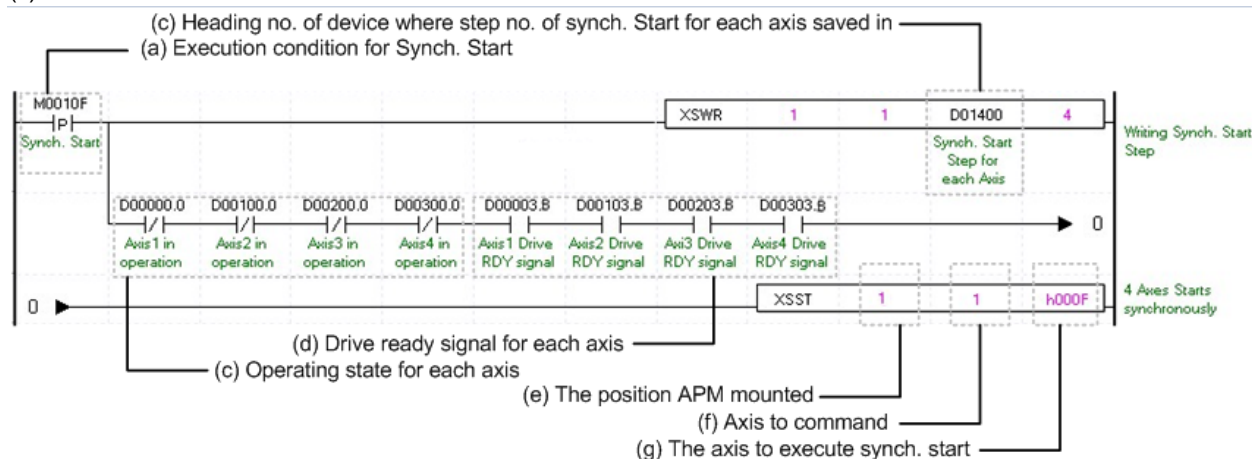 (c) Heading no. of device where step no. of synch. Start for each axis saved in
(a) Execution condition for Synch. Start
M0010F
P
Synch. Start
XSWR 1 1 D01400 4
Synch. Start
Step for
each Axis
Writing Synch. Start
Step
D00000.0 D00100.0 D00200.0 D00300.0 D00003.B D00103.B D00203.B D00303.B
Axis1 in Axis2 in Axis3 in Axis4 in Axis1 Drive Axis2 Drive Axi3 Drive Axis4 Drive
operation operation operation operation RDY signal RDY signal RDY signal RDY signal
0
0
XSST 1 1 h000F
4 Axes Starts
synchronously
(d) Drive ready signal for each axis
(c) Operating state for each axis
(e) The position APM mounted
(f) Axis to command
(g) The axis to execute synch. start